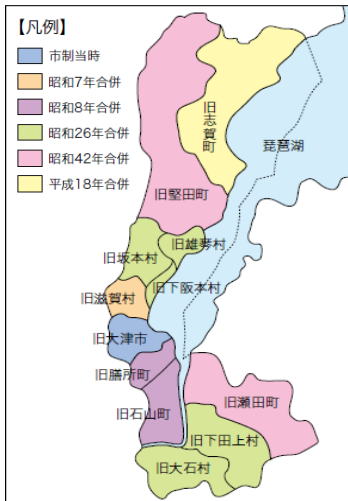 【凡例】
市制当時
昭和7年合併
昭和8年合併
昭和26年合併
昭和42年合併
平成18年合併
旧志賀町
琵琶湖
旧堅田町
旧雄琴村
旧坂本村
旧下阪本村
旧滋賀村
旧大津市
旧膳所町
旧石山町
旧瀬田町
旧下田上村
旧大石村